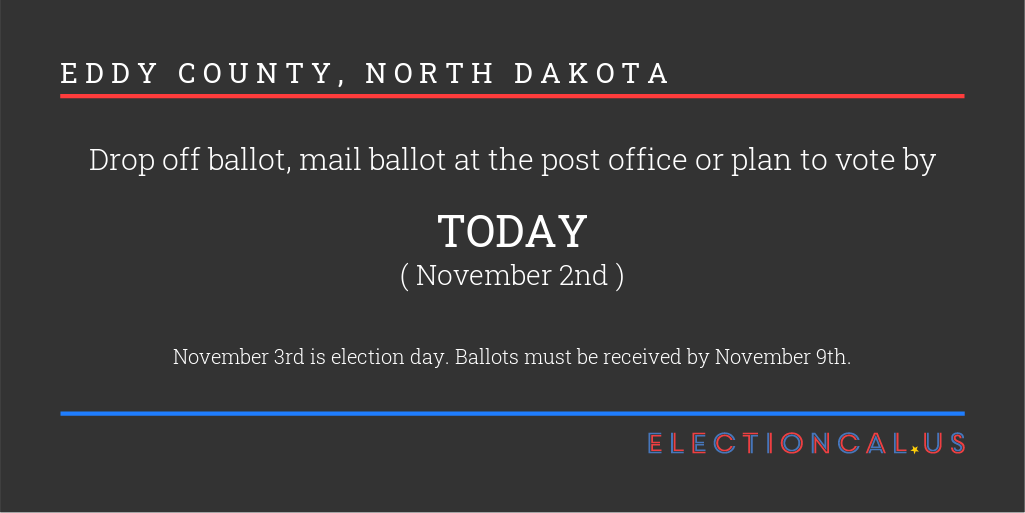 EDDY COUNTY, NORTH DAKOTA
Drop off ballot, mail ballot at the post office or plan to vote by
TODAY
( November 2nd )
November 3rd is election day. Ballots must be received by November 9th.
ELECTIONCAL.US